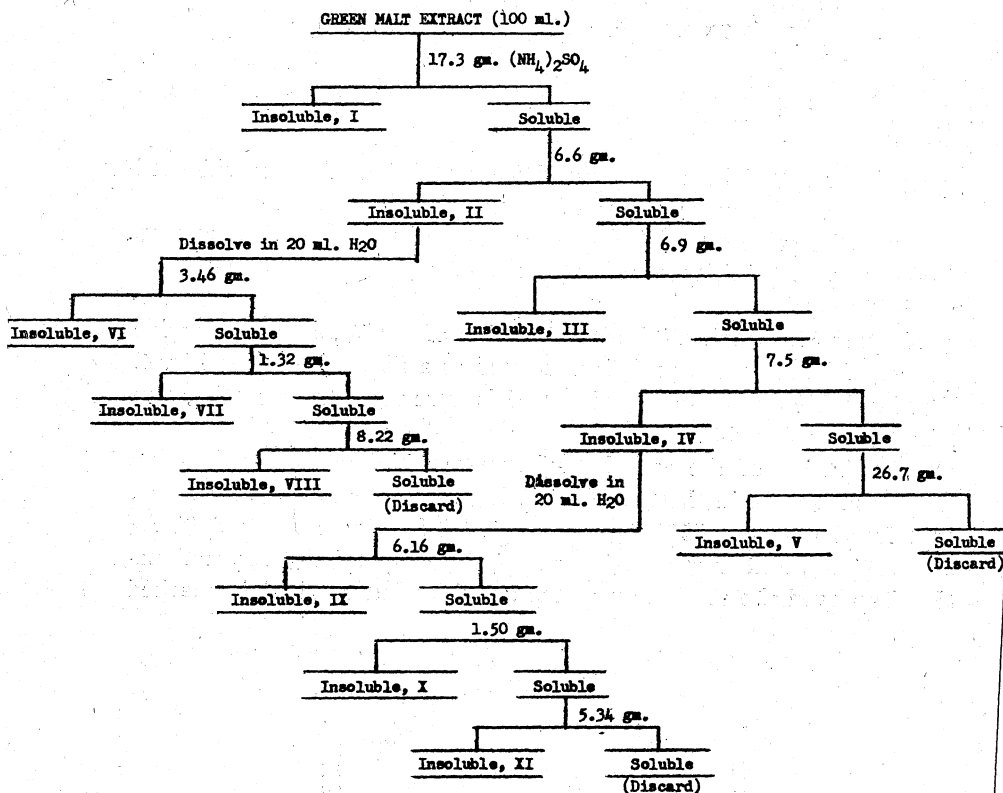 GREEN MALT EXTRACT (100 ml.)
17.3 gm. (NH4)2SO4
Insoluble, I
Soluble
6.6 gm.
Insoluble, II
Soluble
Dissolve in 20 ml. H2O
6.9 gm.
3.46 gm.
Insoluble, VI
Soluble
Insoluble, III
Soluble
1.32 gm.
7.5 gm.
Insoluble, VII
Soluble
Insoluble, IV
Soluble
8.22 gm.
Insoluble, VIII
Soluble
(Discard)
Dissolve in
20 ml. H2O
26.7 gm.
Insoluble, V
Soluble
(Discard)
6.16 gm.
Insoluble, IX
Soluble
1.50 gm.
Insoluble, X
Soluble
5.34 gm.
Insoluble, XI
Soluble
(Discard)